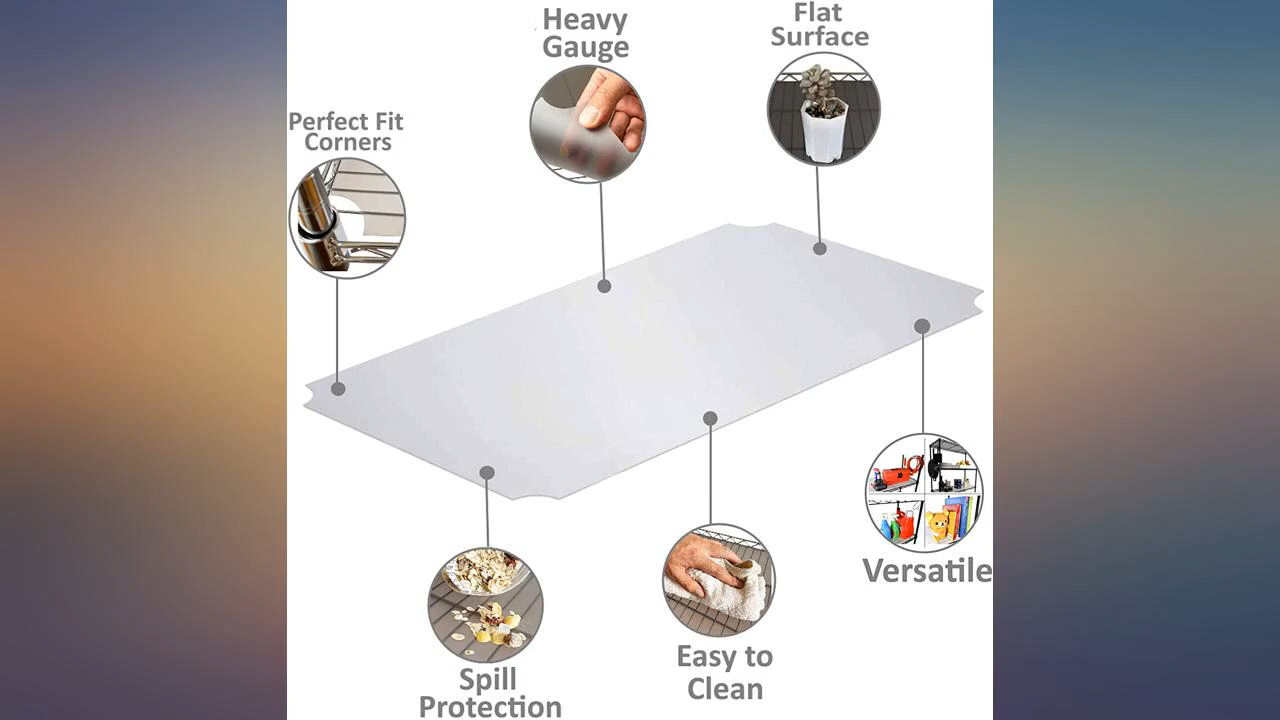 Heavy
Gauge
Flat
Surface
Perfect Fit
Corners
Versatile
Easy to
Clean
Spill
Protection